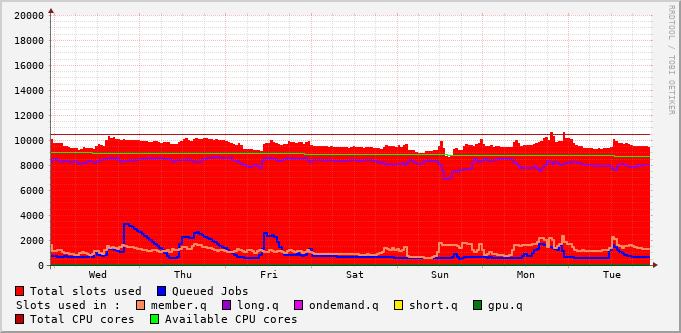 RRDTOOL / TOBI OETIKER
20000
18000
16000
14000
12000
10000
8000
6000
4000
2000
0
Wed Thu Fri Sat Sun Mon Tue
Total slots used Queued Jobs
Slots used in : member.q long.q ondemand.q short.q gpu.q
Total CPU cores Available CPU cores